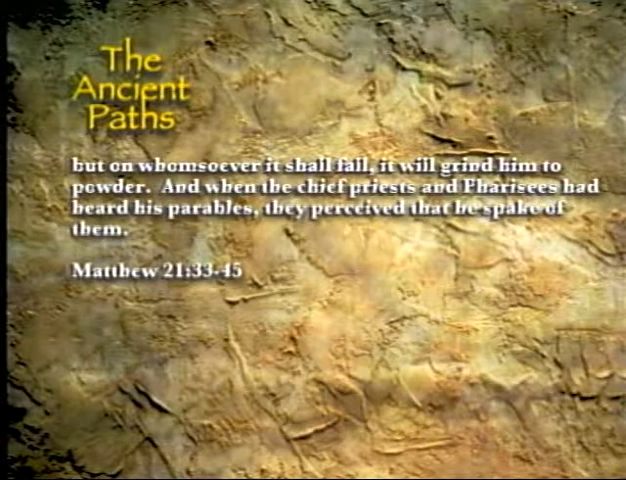 The
Ancient
Paths
but on whomsoever it shall fall, it will grind him to
powder. And when the chief priests and Pharisees had
heard his parables, they perceived that he spake of
them.
Matthew 21:33-45